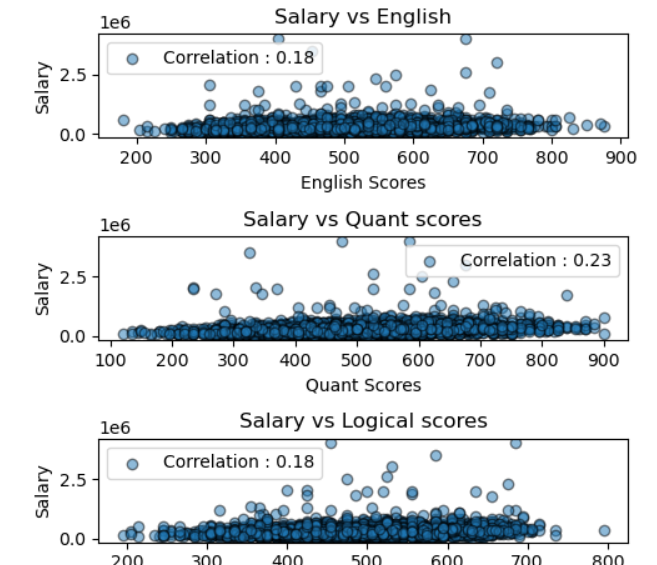 Salary vs English
1e6
Correlation : 0.18
2.5
0.0
Salary
200 300 400 500 600 700 800 900
English Scores
Salary vs Quant scores
1e6
Correlation : 0.23
2.5
0.0
Salary
100 200 300 400 500 600 700 800 900
Quant Scores
Salary vs Logical scores
1e6
Correlation : 0.18
2.5
0.0
Salary
200 300 400 500 600 700 800